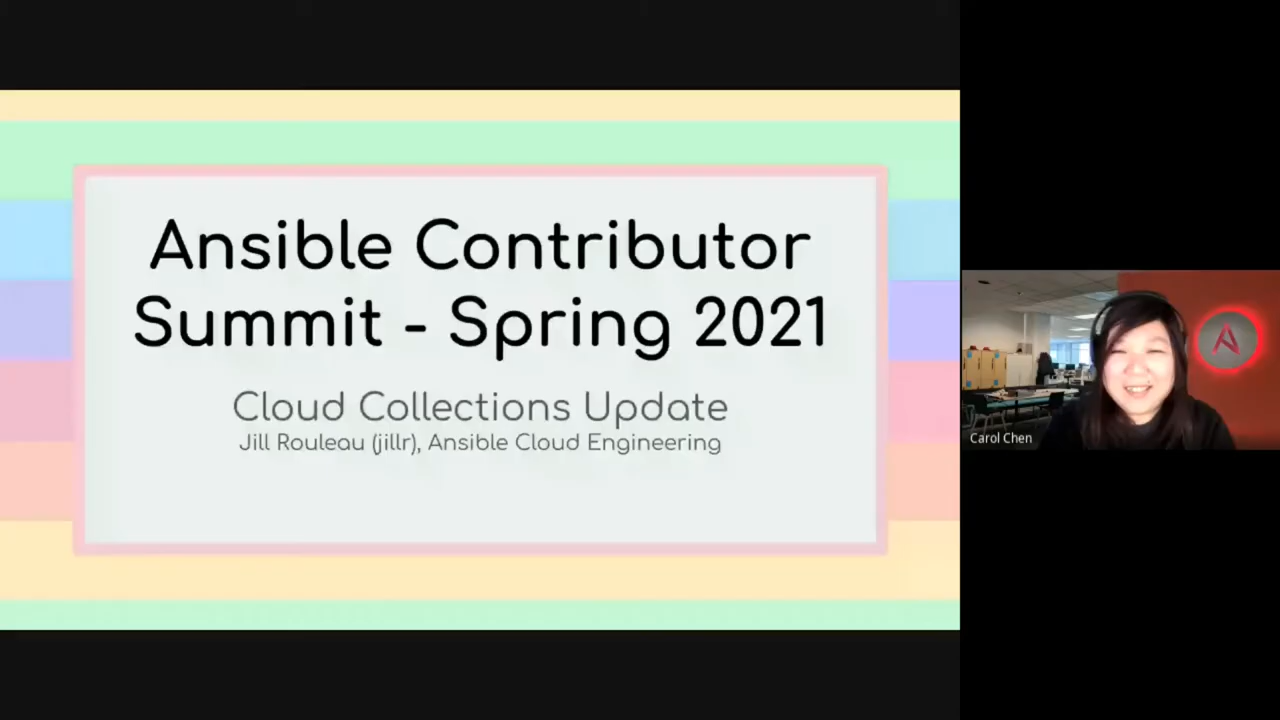 Ansible Contributor
Summit - Spring 2021
Cloud Collections Update
Jill Rouleau (jillr), Ansible Cloud Engineering
Carol Chen